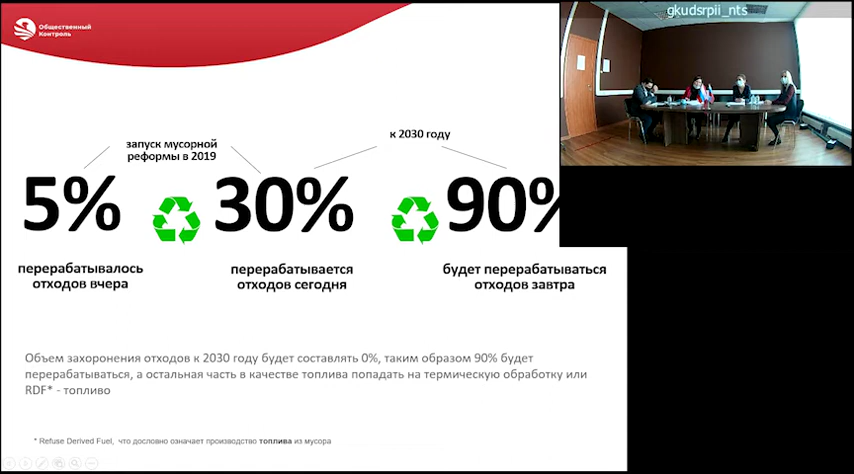 Общественный
Контроль
gkudsrpii_nts
запуск мусорной
реформы в 2019
к 2030 году
5%
30%
90%
перерабатывалось
отходов вчера
перерабатывается
отходов сегодня
будет перерабатываться
отходов завтра
Объем захоронения отходов к 2030 году будет составлять 0%, таким образом 90% будет
перерабатываться, а остальная часть в качестве топлива попадать на термическую обработку или
RDF* - топливо
* Refuse Derived Fuel, что дословно означает производство топлива из мусора